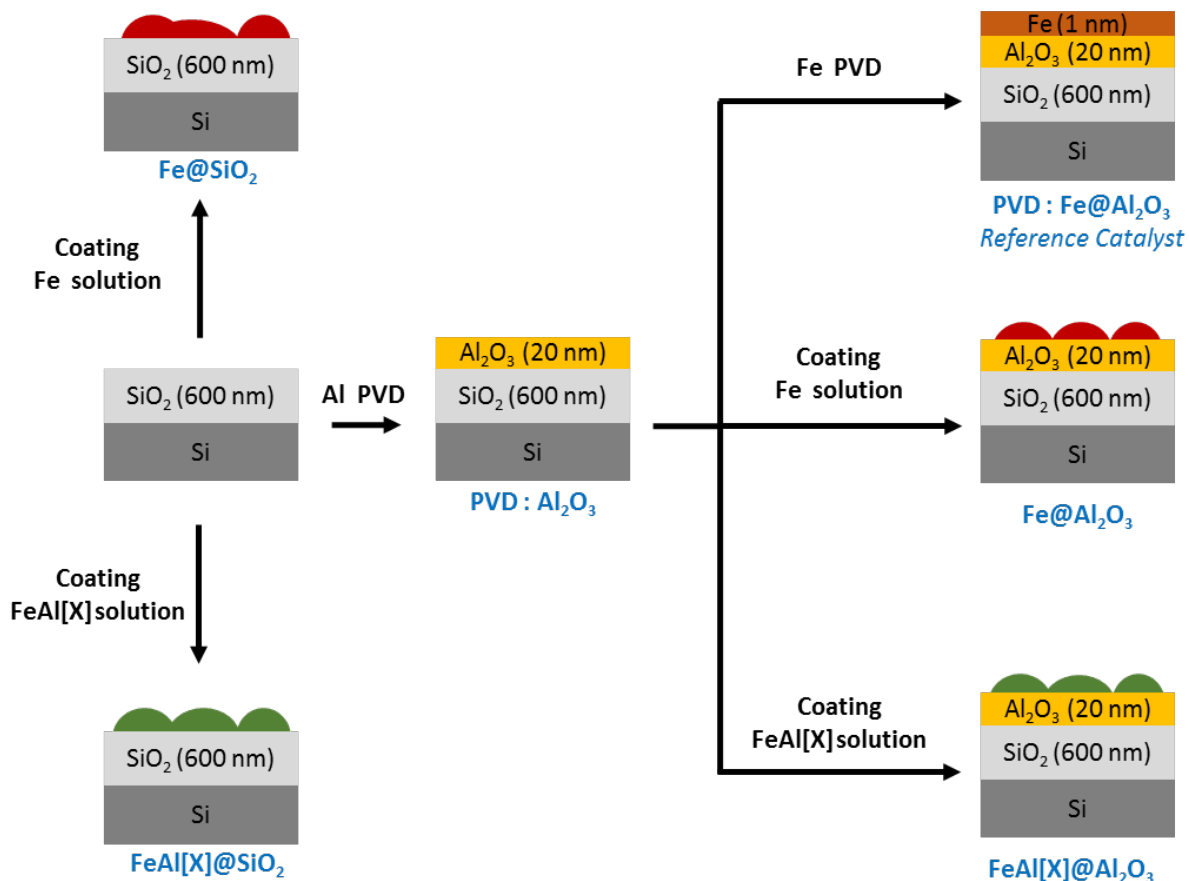 SiO₂ (600 nm)
Si
Fe@SiO₂
Coating
Fe solution
SiO₂ (600 nm)
Si
Coating
FeAl[X] solution
SiO₂ (600 nm)
Si
FeAl[X]@SiO₂
Al PVD
Al₂O₃ (20 nm)
SiO₂ (600 nm)
Si
PVD : Al₂O₃
Fe PVD
Fe (1 nm)
Al₂O₃ (20 nm)
SiO₂ (600 nm)
Si
PVD : Fe@Al₂O₃
Reference Catalyst
Coating
Fe solution
Al₂O₃ (20 nm)
SiO₂ (600 nm)
Si
Fe@Al₂O₃
Coating
FeAl[X] solution
Al₂O₃ (20 nm)
SiO₂ (600 nm)
Si
FeAl[X]@Al₂O₃